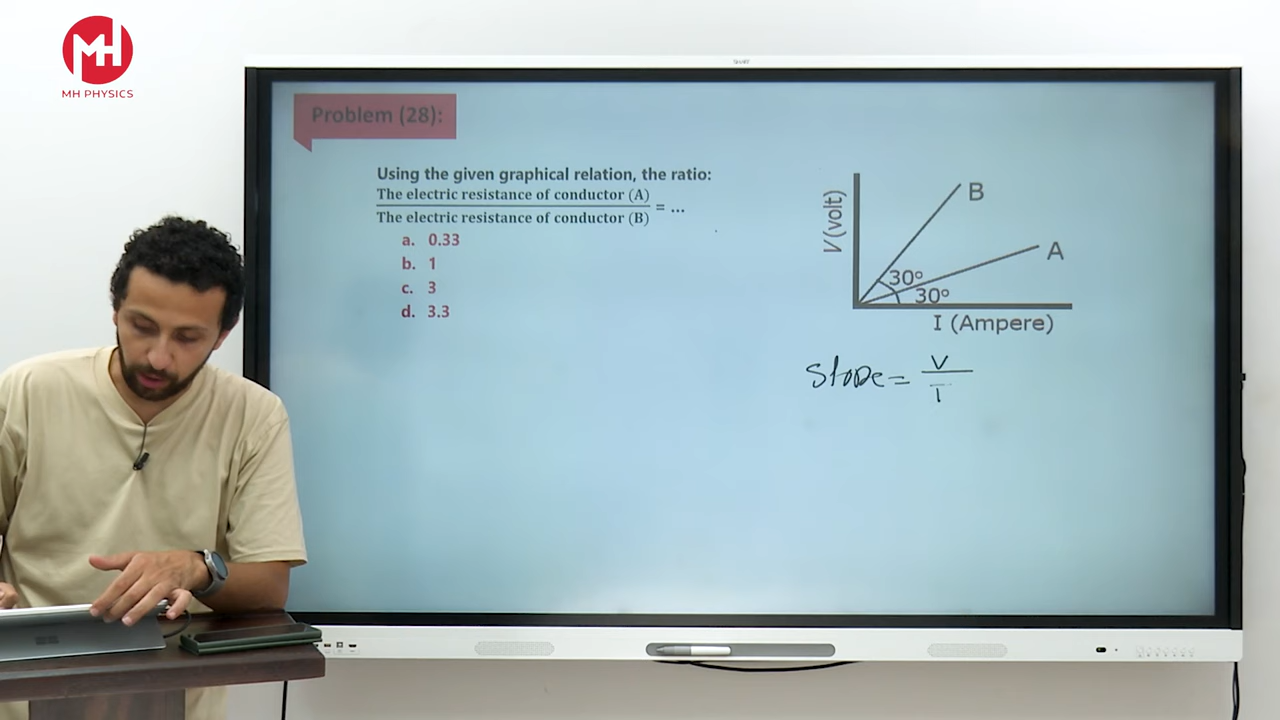 MH
MH PHYSICS
SMART
Problem (28):
Using the given graphical relation, the ratio:
The electric resistance of conductor (A)
The electric resistance of conductor (B)
= ...
a. 0.33
b. 1
c. 3
d. 3.3
V(volt)
B
A
30°
30°
I (Ampere)
Slope = V
I